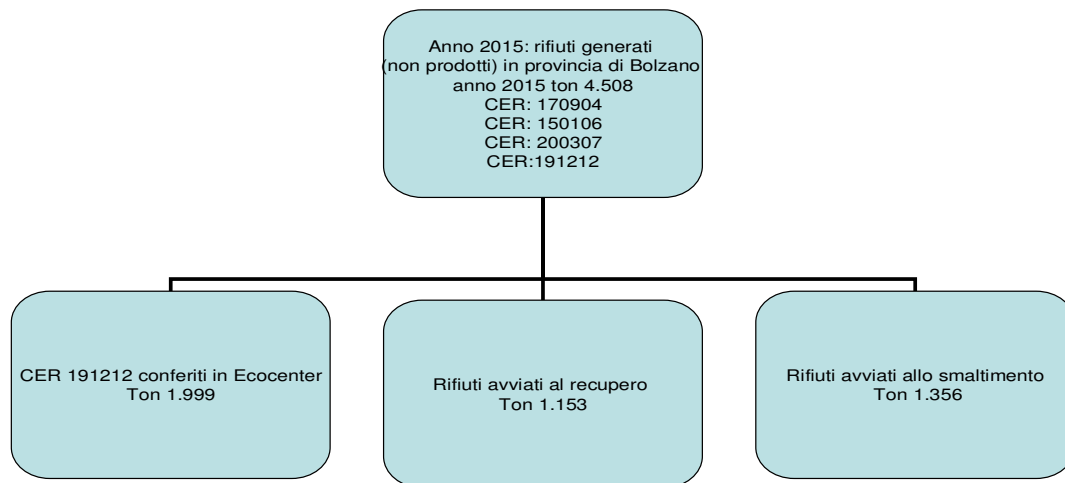 Anno 2015: rifiuti generati
(non prodotti) in provincia di Bolzano
anno 2015 ton 4.508
CER: 170904
CER: 150106
CER: 200307
CER:191212
CER 191212 conferiti in Ecocenter
Ton 1.999
Rifiuti avviati al recupero
Ton 1.153
Rifiuti avviati allo smaltimento
Ton 1.356